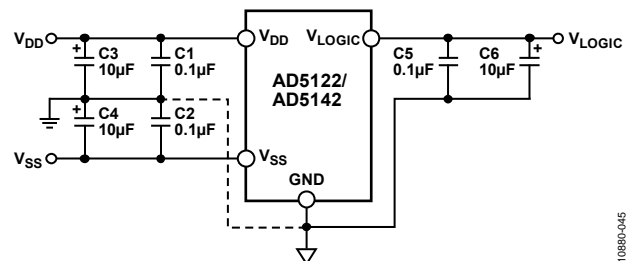 VDD
+
C3
10µF
C1
0.1µF
VDD
VLOGIC
AD5122/
AD5142
C5
0.1µF
C6
10µF
+
VLOGIC
+
C4
10µF
C2
0.1µF
VSS
VSS
GND
10880-045